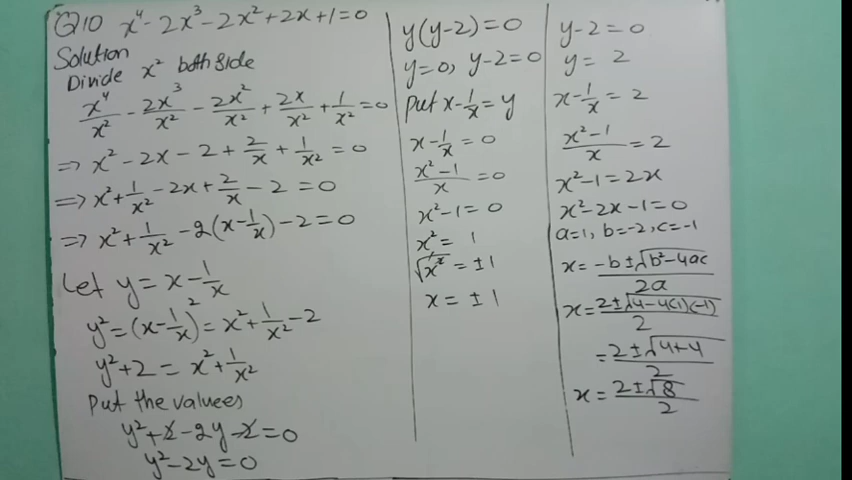 Q10 x⁴ - 2x³ - 2x² + 2x + 1 = 0
Solution
Divide x² both side
x⁴/x² - 2x³/x² - 2x²/x² + 2x/x² + 1/x² = 0
⇒ x² - 2x - 2 + 2/x + 1/x² = 0
⇒ x² + 1/x² - 2x + 2/x - 2 = 0
⇒ x² + 1/x² - 2(x - 1/x) - 2 = 0
Let y = x - 1/x
y² = (x - 1/x)² = x² + 1/x² - 2
y² + 2 = x² + 1/x²
Put the valuees
y² + 2 - 2y - 2 = 0
y² - 2y = 0
y(y-2) = 0
y=0, y-2=0
Put x - 1/x = y
x - 1/x = 0
x²-1/x = 0
x² - 1 = 0
x² = 1
√x² = ±1
x = ±1
y - 2 = 0
y = 2
x - 1/x = 2
x²-1/x = 2
x² - 1 = 2x
x² - 2x - 1 = 0
a=1, b=-2, c=-1
x = -b±√b²-4ac/2a
x = 2±√4-4(1)(-1)/2
= 2±√4+4/2
x = 2±√8/2